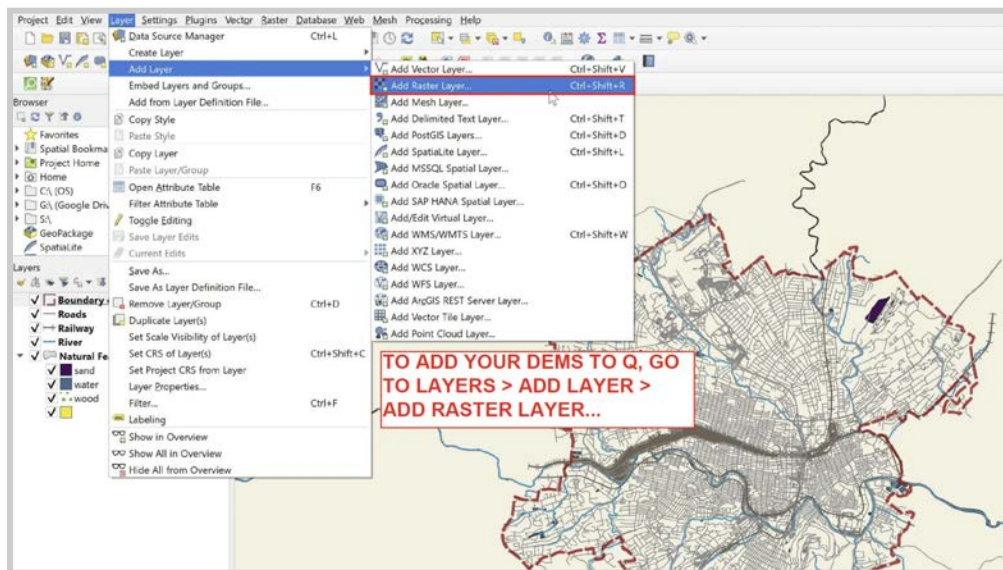 Project Edit View Layer Settings Plugins Vector Raster Database Web Mesh Processing Help
Data Source Manager Ctrl+L
Create Layer
Add Layer
Embed Layers and Groups...
Add from Layer Definition File...
Copy Style
Paste Style
Copy Layer
Paste Layer/Group
Open Attribute Table F6
Filter Attribute Table
Toggle Editing
Save Layer Edits
Current Edits
Save As...
Save As Layer Definition File...
Remove Layer/Group Ctrl+D
Duplicate Layer(s)
Set Scale Visibility of Layer(s)
Set CRS of Layer(s) Ctrl+Shift+C
Set Project CRS from Layer
Layer Properties...
Filter... Ctrl+F
Labeling
Show in Overview
Show All in Overview
Hide All from Overview
Add Vector Layer... Ctrl+Shift+V
Add Raster Layer... Ctrl+Shift+R
Add Mesh Layer...
Add Delimited Text Layer... Ctrl+Shift+T
Add PostGIS Layers... Ctrl+Shift+D
Add SpatiaLite Layer... Ctrl+Shift+L
Add MSSQL Spatial Layer...
Add Oracle Spatial Layer... Ctrl+Shift+O
Add SAP HANA Spatial Layer...
Add/Edit Virtual Layer...
Add WMS/WMTS Layer... Ctrl+Shift+W
Add XYZ Layer...
Add WCS Layer...
Add WFS Layer...
Add ArcGIS REST Server Layer...
Add Vector Tile Layer...
Add Point Cloud Layer...
Browser
Favorites
Spatial Bookma
Project Home
Home
C:\ (OS)
G:\ (Google Driv
S:\
GeoPackage
SpatiaLite
Layers
Boundary
Roads
Railway
River
Natural Fe
sand
water
wood
TO ADD YOUR DEMS TO Q, GO
TO LAYERS > ADD LAYER >
ADD RASTER LAYER...